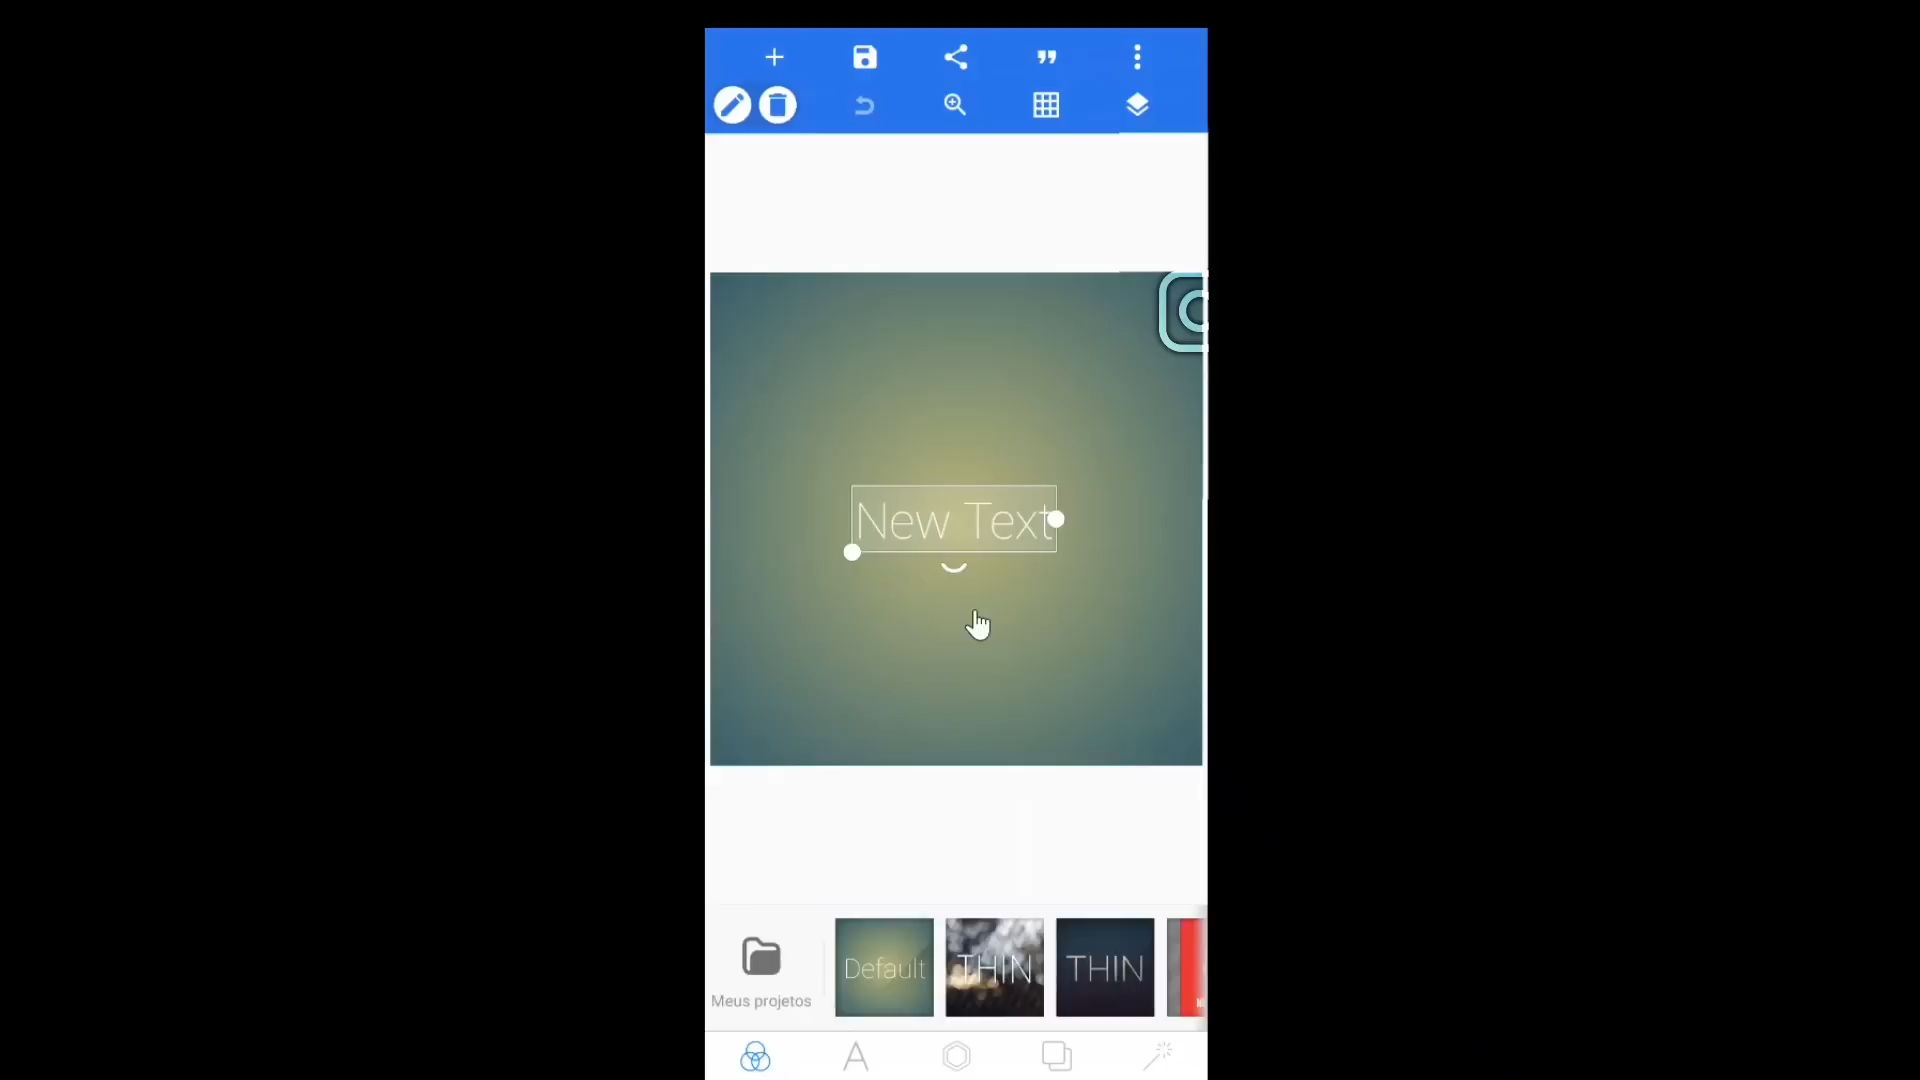 New Text
Default
THIN
THIN
Meus projetos